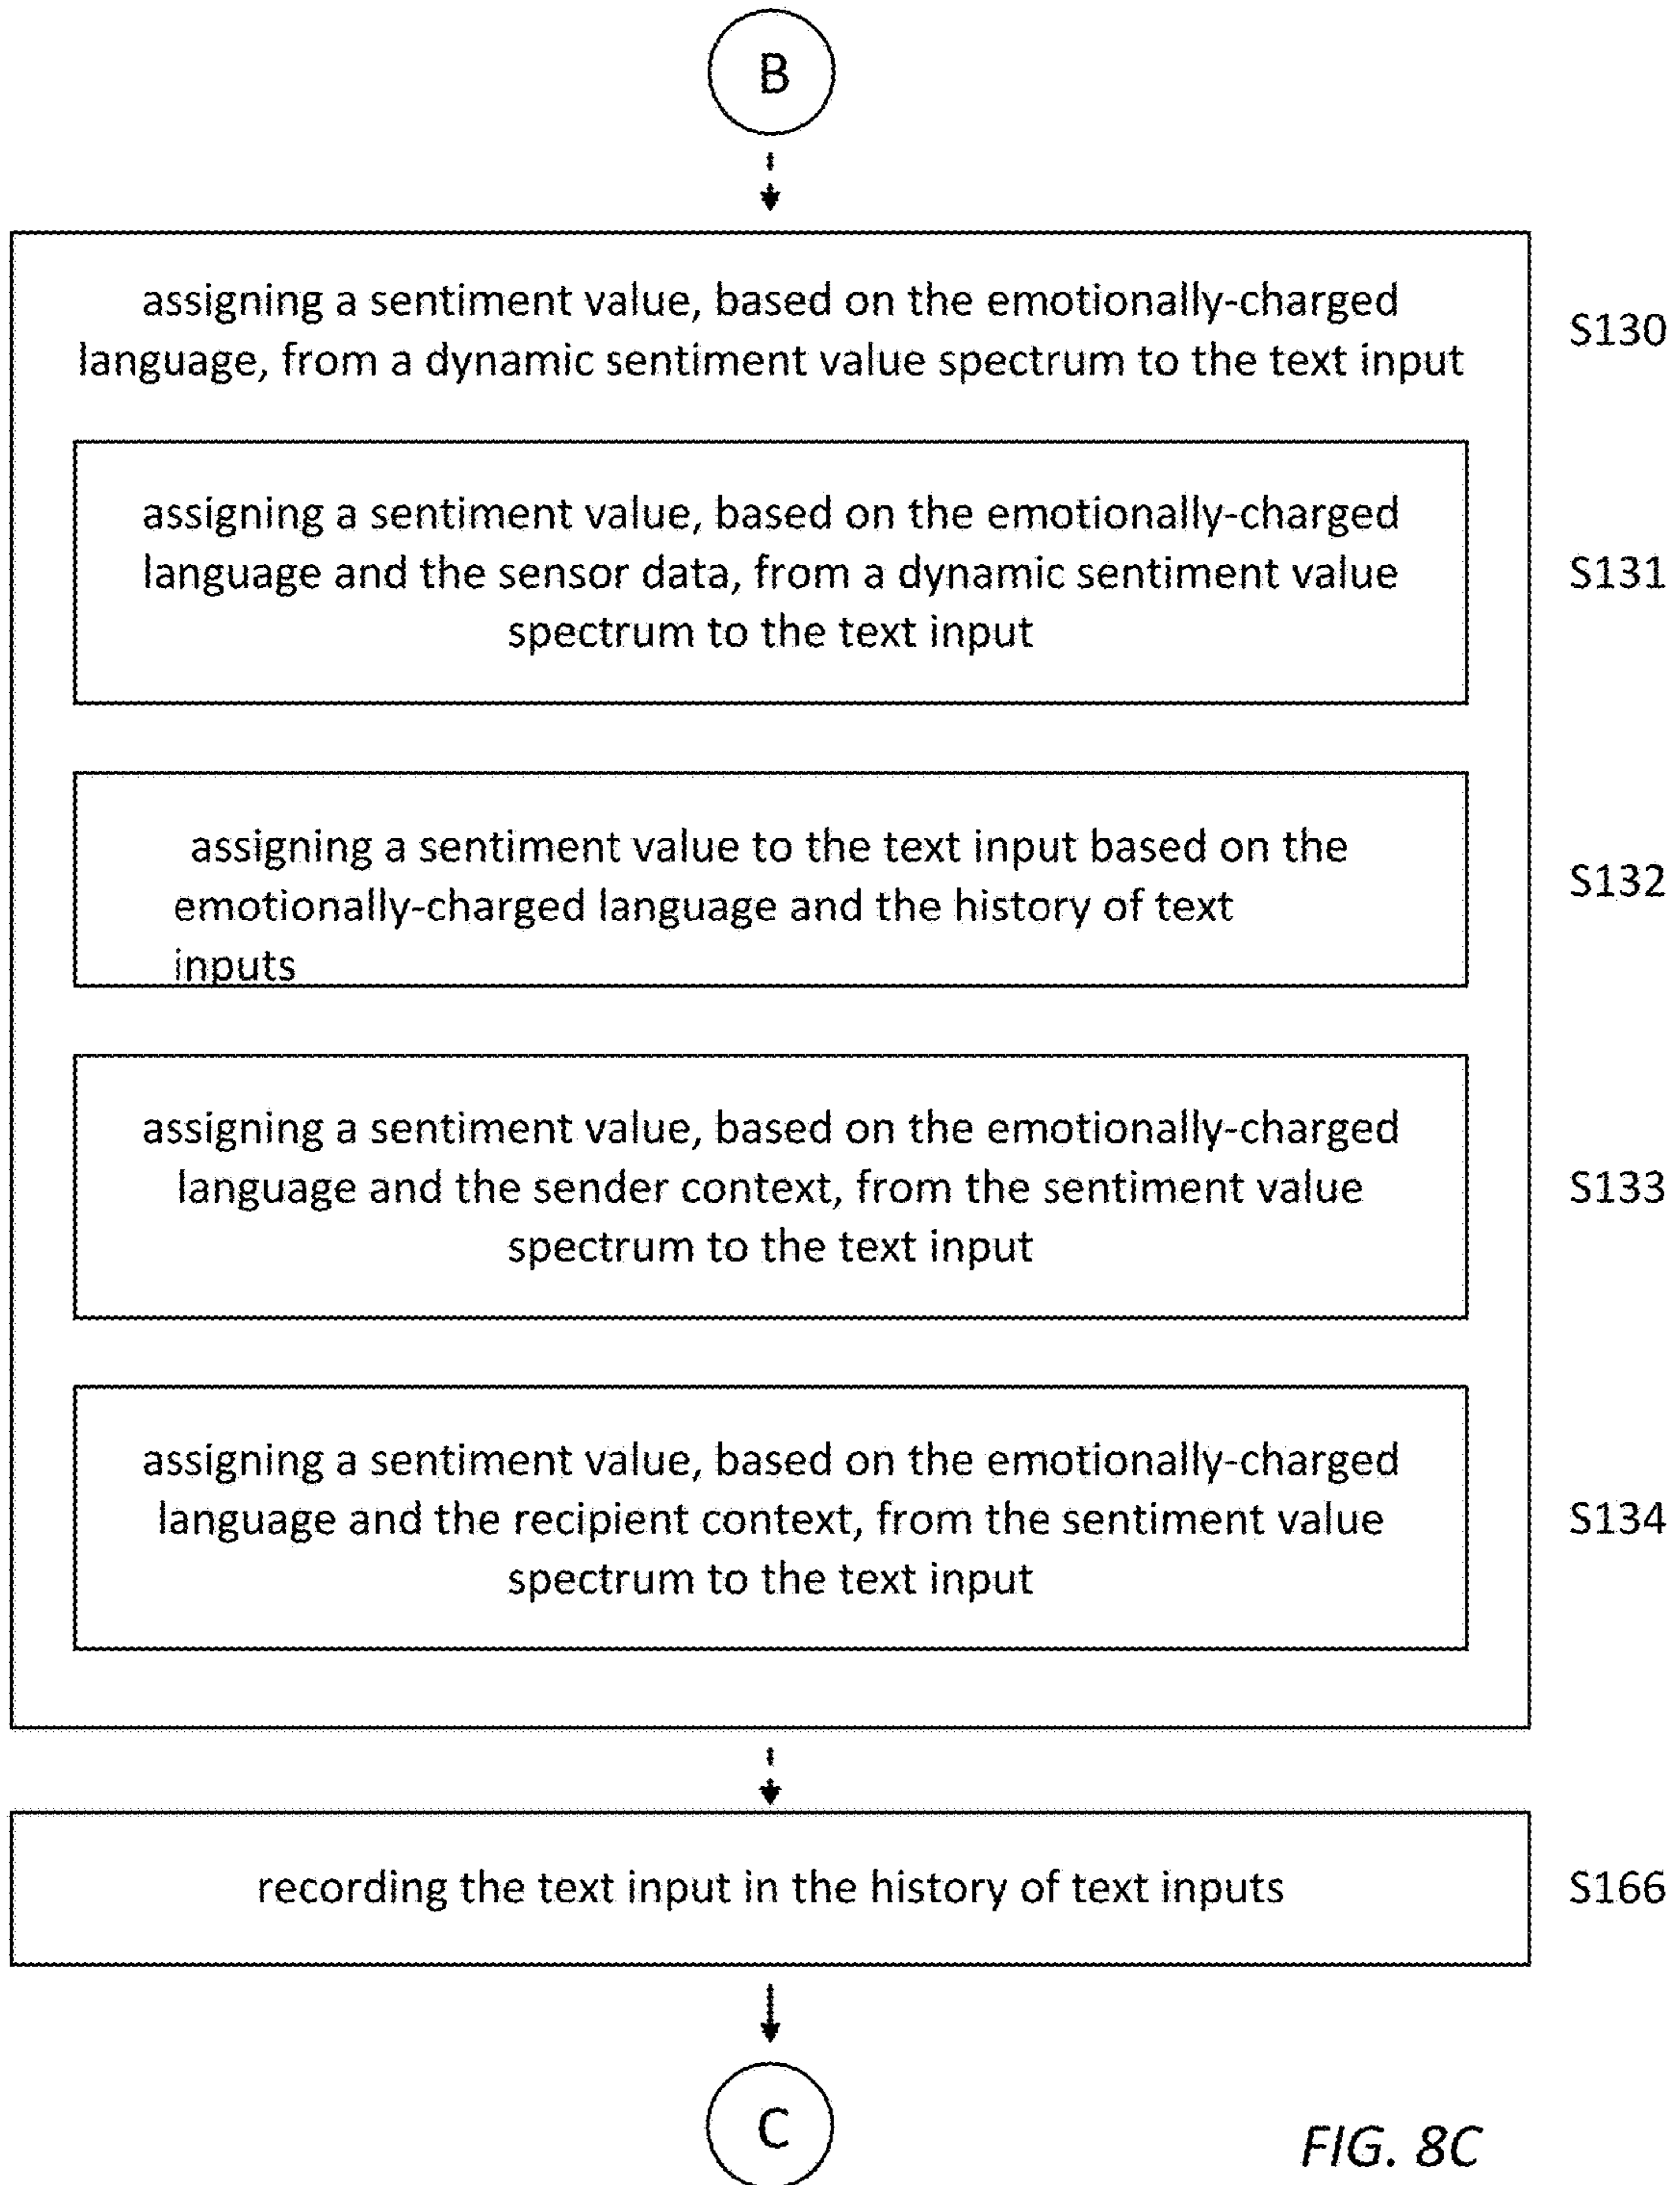 B
assigning a sentiment value, based on the emotionally-charged
language, from a dynamic sentiment value spectrum to the text input
S130
assigning a sentiment value, based on the emotionally-charged
language and the sensor data, from a dynamic sentiment value
spectrum to the text input
S131
assigning a sentiment value to the text input based on the
emotionally-charged language and the history of text
inputs
S132
assigning a sentiment value, based on the emotionally-charged
language and the sender context, from the sentiment value
spectrum to the text input
S133
assigning a sentiment value, based on the emotionally-charged
language and the recipient context, from the sentiment value
spectrum to the text input
S134
recording the text input in the history of text inputs
S166
C
FIG. 8C